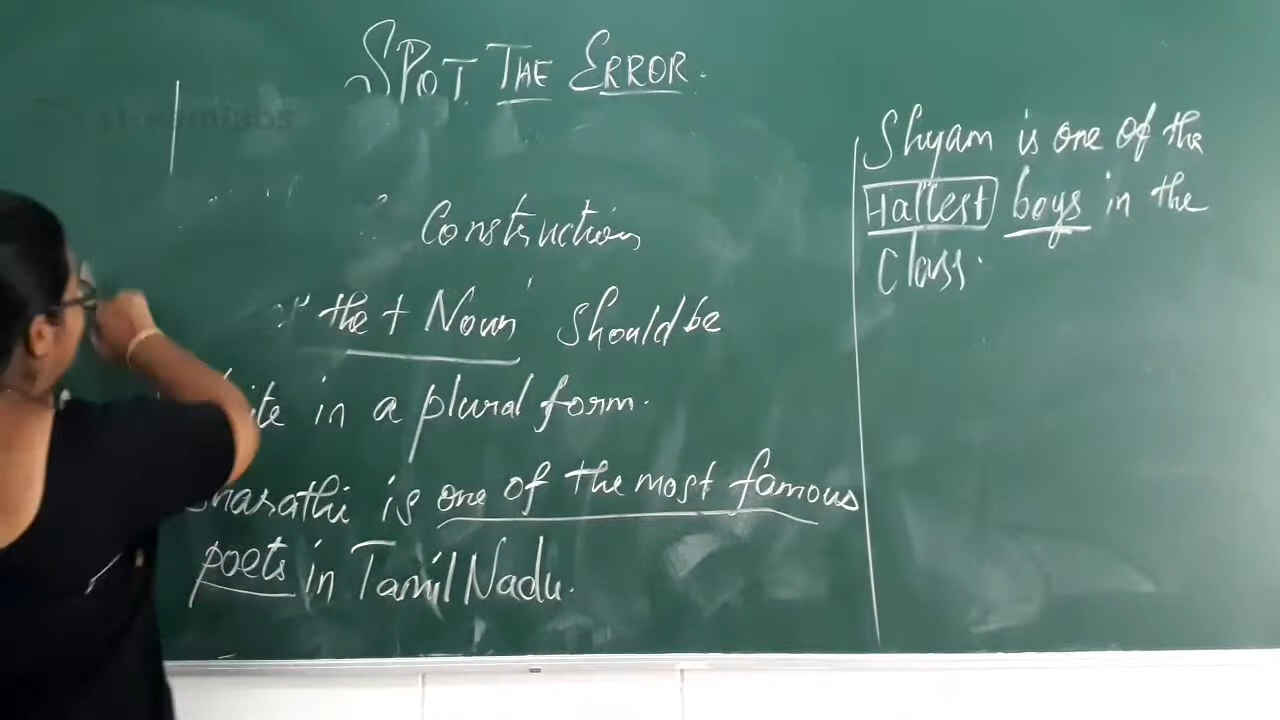 SPOT THE ERROR.
Construction
the + Noun' should be
in a plural form.
is one of the most famous
poets in Tamil Nadu.
Shyam is one of the
tallest boys in the
class.